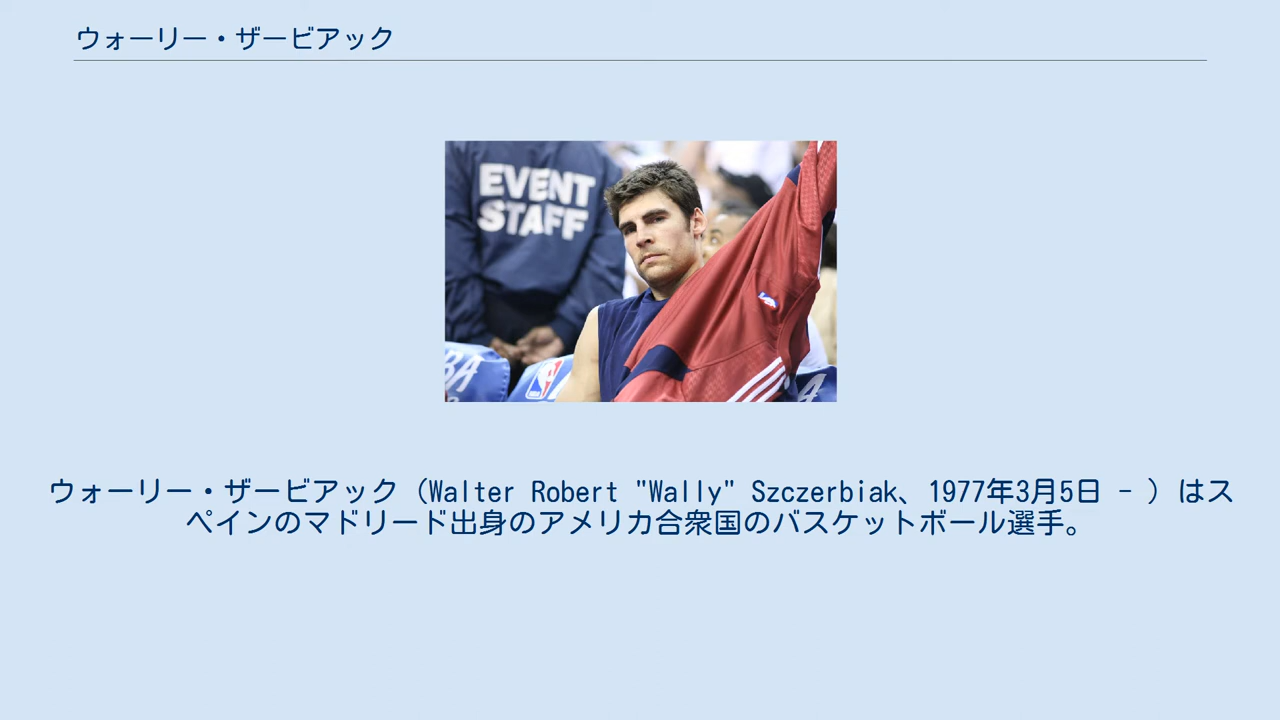 ウォーリー・ザービアック
EVENT
STAFF
BA
A
ウォーリー・ザービアック（Walter Robert "Wally" Szczerbiak、1977年3月5日 - ）はス
ペインのマドリード出身のアメリカ合衆国のバスケットボール選手。